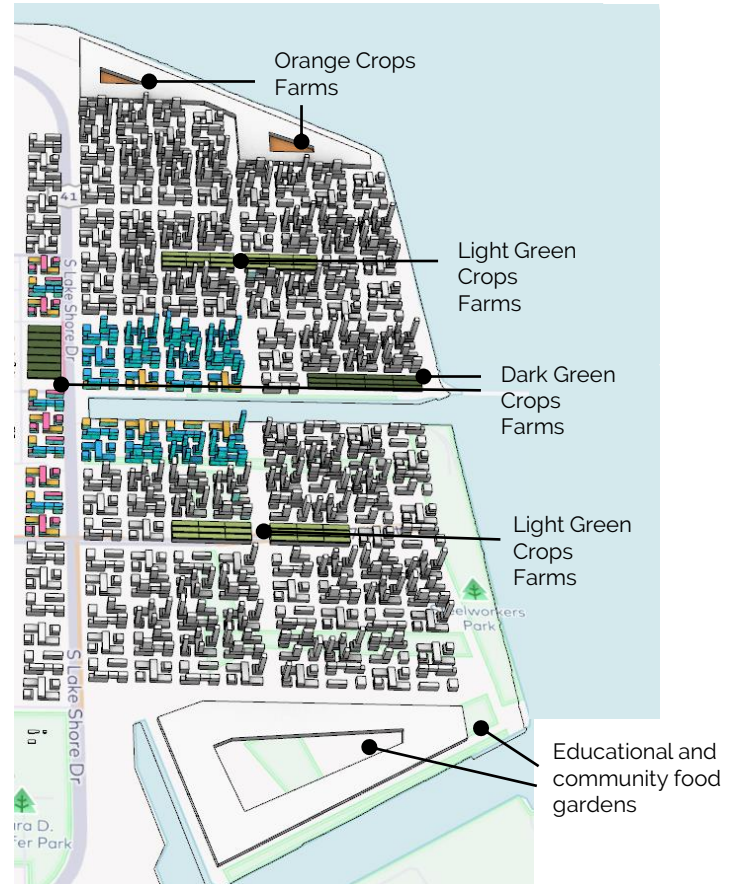 Orange Crops
Farms
41
S Lake Shore Dr
Light Green
Crops
Farms
Dark Green
Crops
Farms
Light Green
Crops
Farms
Park
S Lake Shore Dr
Educational and
community food
gardens
D.
Park